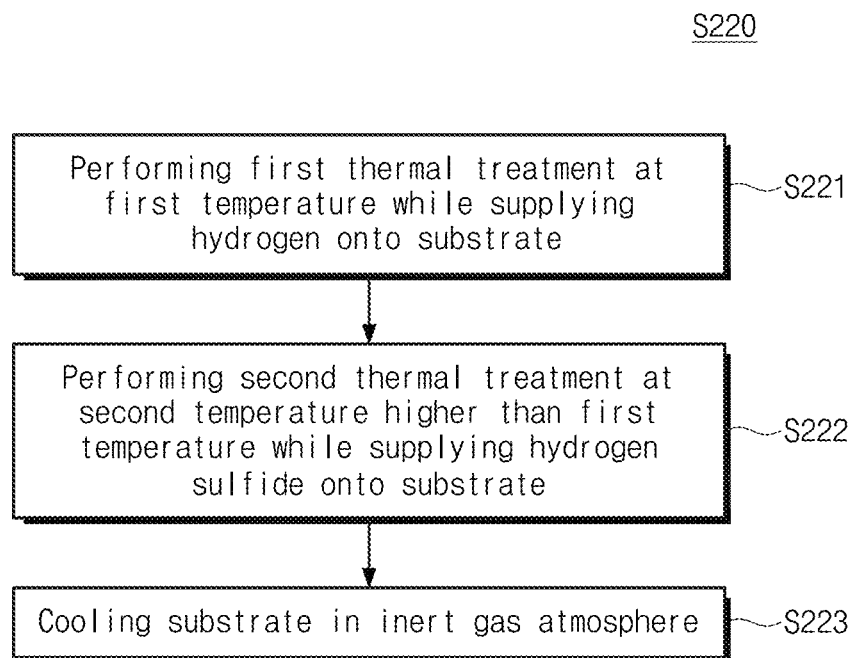 S220
Performing first thermal treatment at
first temperature while supplying
hydrogen onto substrate
S221
Performing second thermal treatment at
second temperature higher than first
temperature while supplying hydrogen
sulfide onto substrate
S222
Cooling substrate in inert gas atmosphere
S223